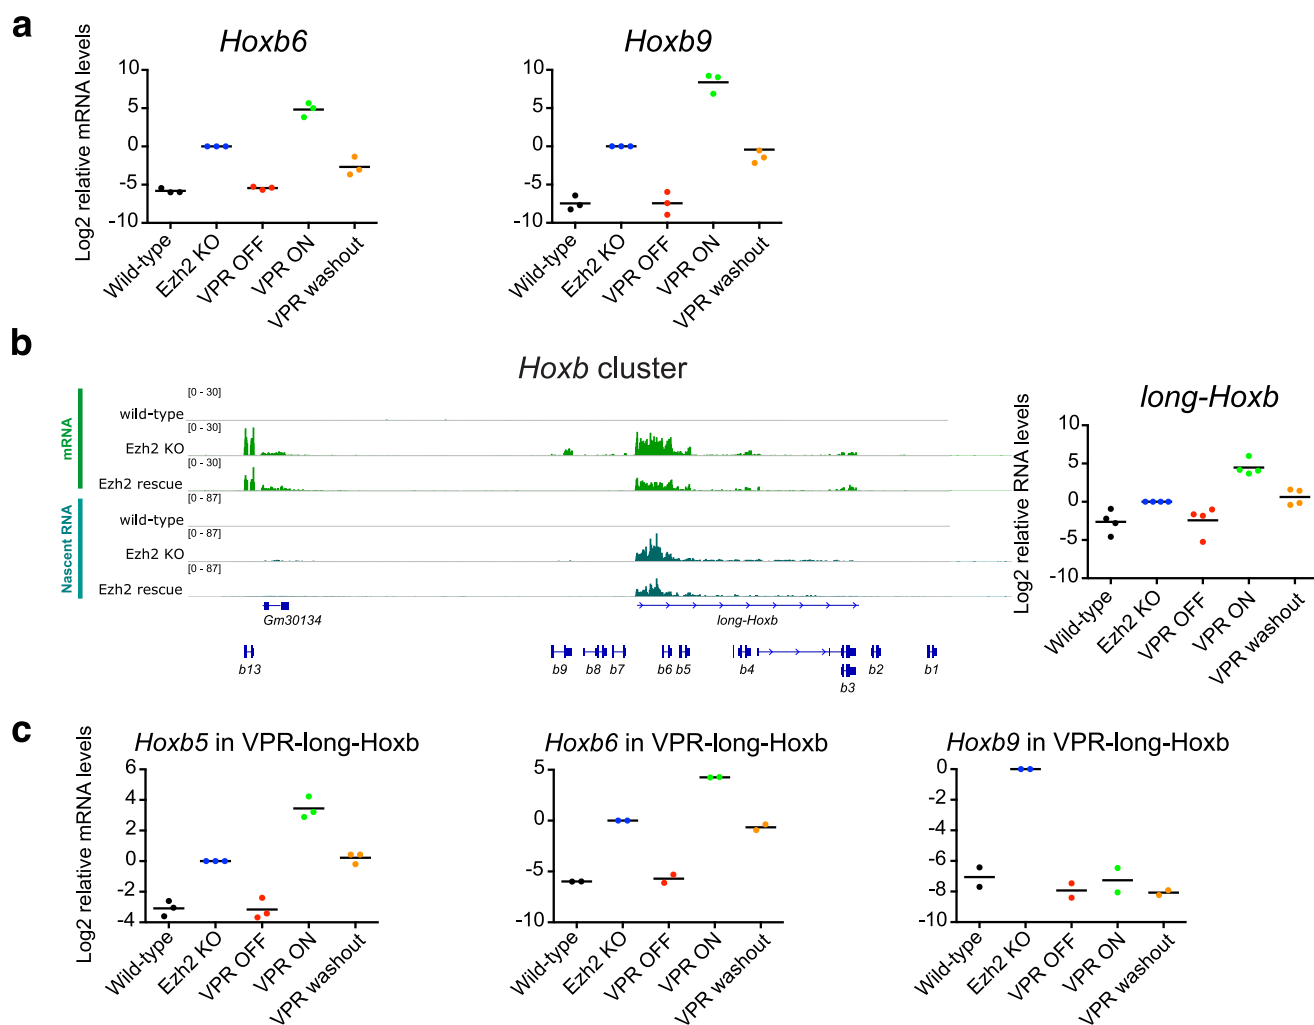 a
Hoxb6
Log2 relative mRNA levels
10
5
0
-5
-10
Wild-type
Ezh2 KO
VPR OFF
VPR ON
VPR washout
Hoxb9
10
5
0
-5
-10
Wild-type
Ezh2 KO
VPR OFF
VPR ON
VPR washout
b
Hoxb cluster
mRNA
[0 - 30]
wild-type
[0 - 30]
Ezh2 KO
[0 - 30]
Ezh2 rescue
Nascent RNA
[0 - 87]
wild-type
[0 - 87]
Ezh2 KO
[0 - 87]
Ezh2 rescue
Gm30134
long-Hoxb
b13
b9
b8
b7
b6
b5
b4
b3
b2
b1
long-Hoxb
Log2 relative RNA levels
10
5
0
-5
-10
Wild-type
Ezh2 KO
VPR OFF
VPR ON
VPR washout
c
Hoxb5 in VPR-long-Hoxb
Log2 relative mRNA levels
6
4
2
0
-2
-4
Wild-type
Ezh2 KO
VPR OFF
VPR ON
VPR washout
Hoxb6 in VPR-long-Hoxb
5
0
-5
-10
Wild-type
Ezh2 KO
VPR OFF
VPR ON
VPR washout
Hoxb9 in VPR-long-Hoxb
0
-2
-4
-6
-8
-10
Wild-type
Ezh2 KO
VPR OFF
VPR ON
VPR washout